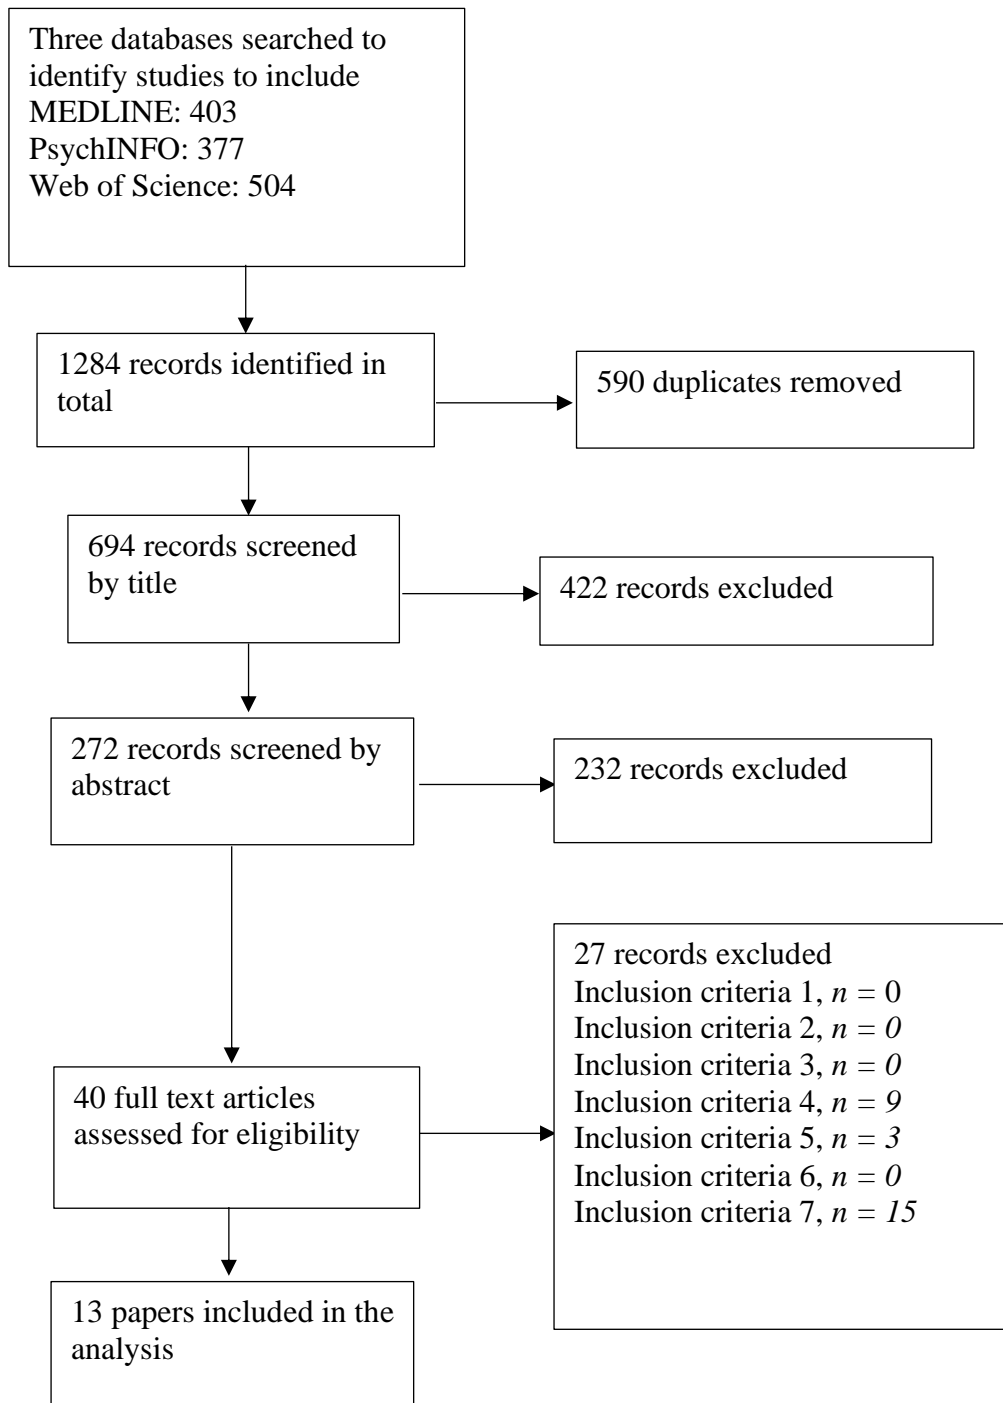 Three databases searched to
identify studies to include
MEDLINE: 403
PsychINFO: 377
Web of Science: 504
1284 records identified in
total
590 duplicates removed
694 records screened
by title
422 records excluded
272 records screened by
abstract
232 records excluded
40 full text articles
assessed for eligibility
27 records excluded
Inclusion criteria 1, n = 0
Inclusion criteria 2, n = 0
Inclusion criteria 3, n = 0
Inclusion criteria 4, n = 9
Inclusion criteria 5, n = 3
Inclusion criteria 6, n = 0
Inclusion criteria 7, n = 15
13 papers included in the
analysis